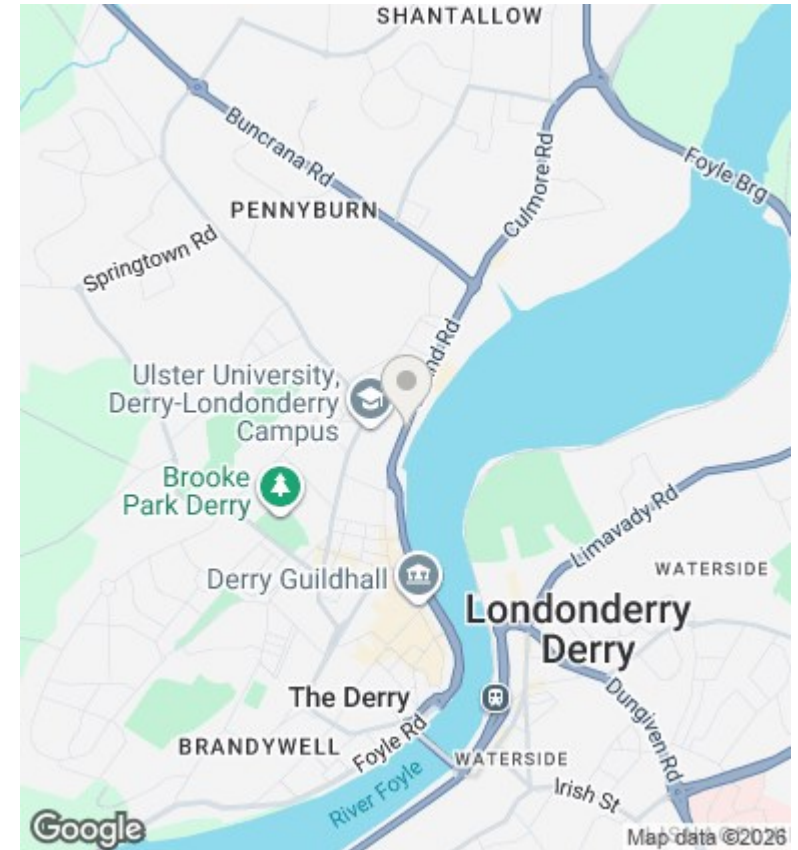 SHANTALLOW
Buncrana Rd
Culmore Rd
Foyle Brg
PENNYBURN
Springtown Rd
nd Rd
Ulster University,
Derry-Londonderry
Campus
Brooke
Park Derry
Limavady Rd
WATERSIDE
Derry Guildhall
Londonderry
Derry
The Derry
Dungiven Rd
BRANDYWELL
Foyle Rd
WATERSIDE
River Foyle
Irish St
Google
Map data ©2026